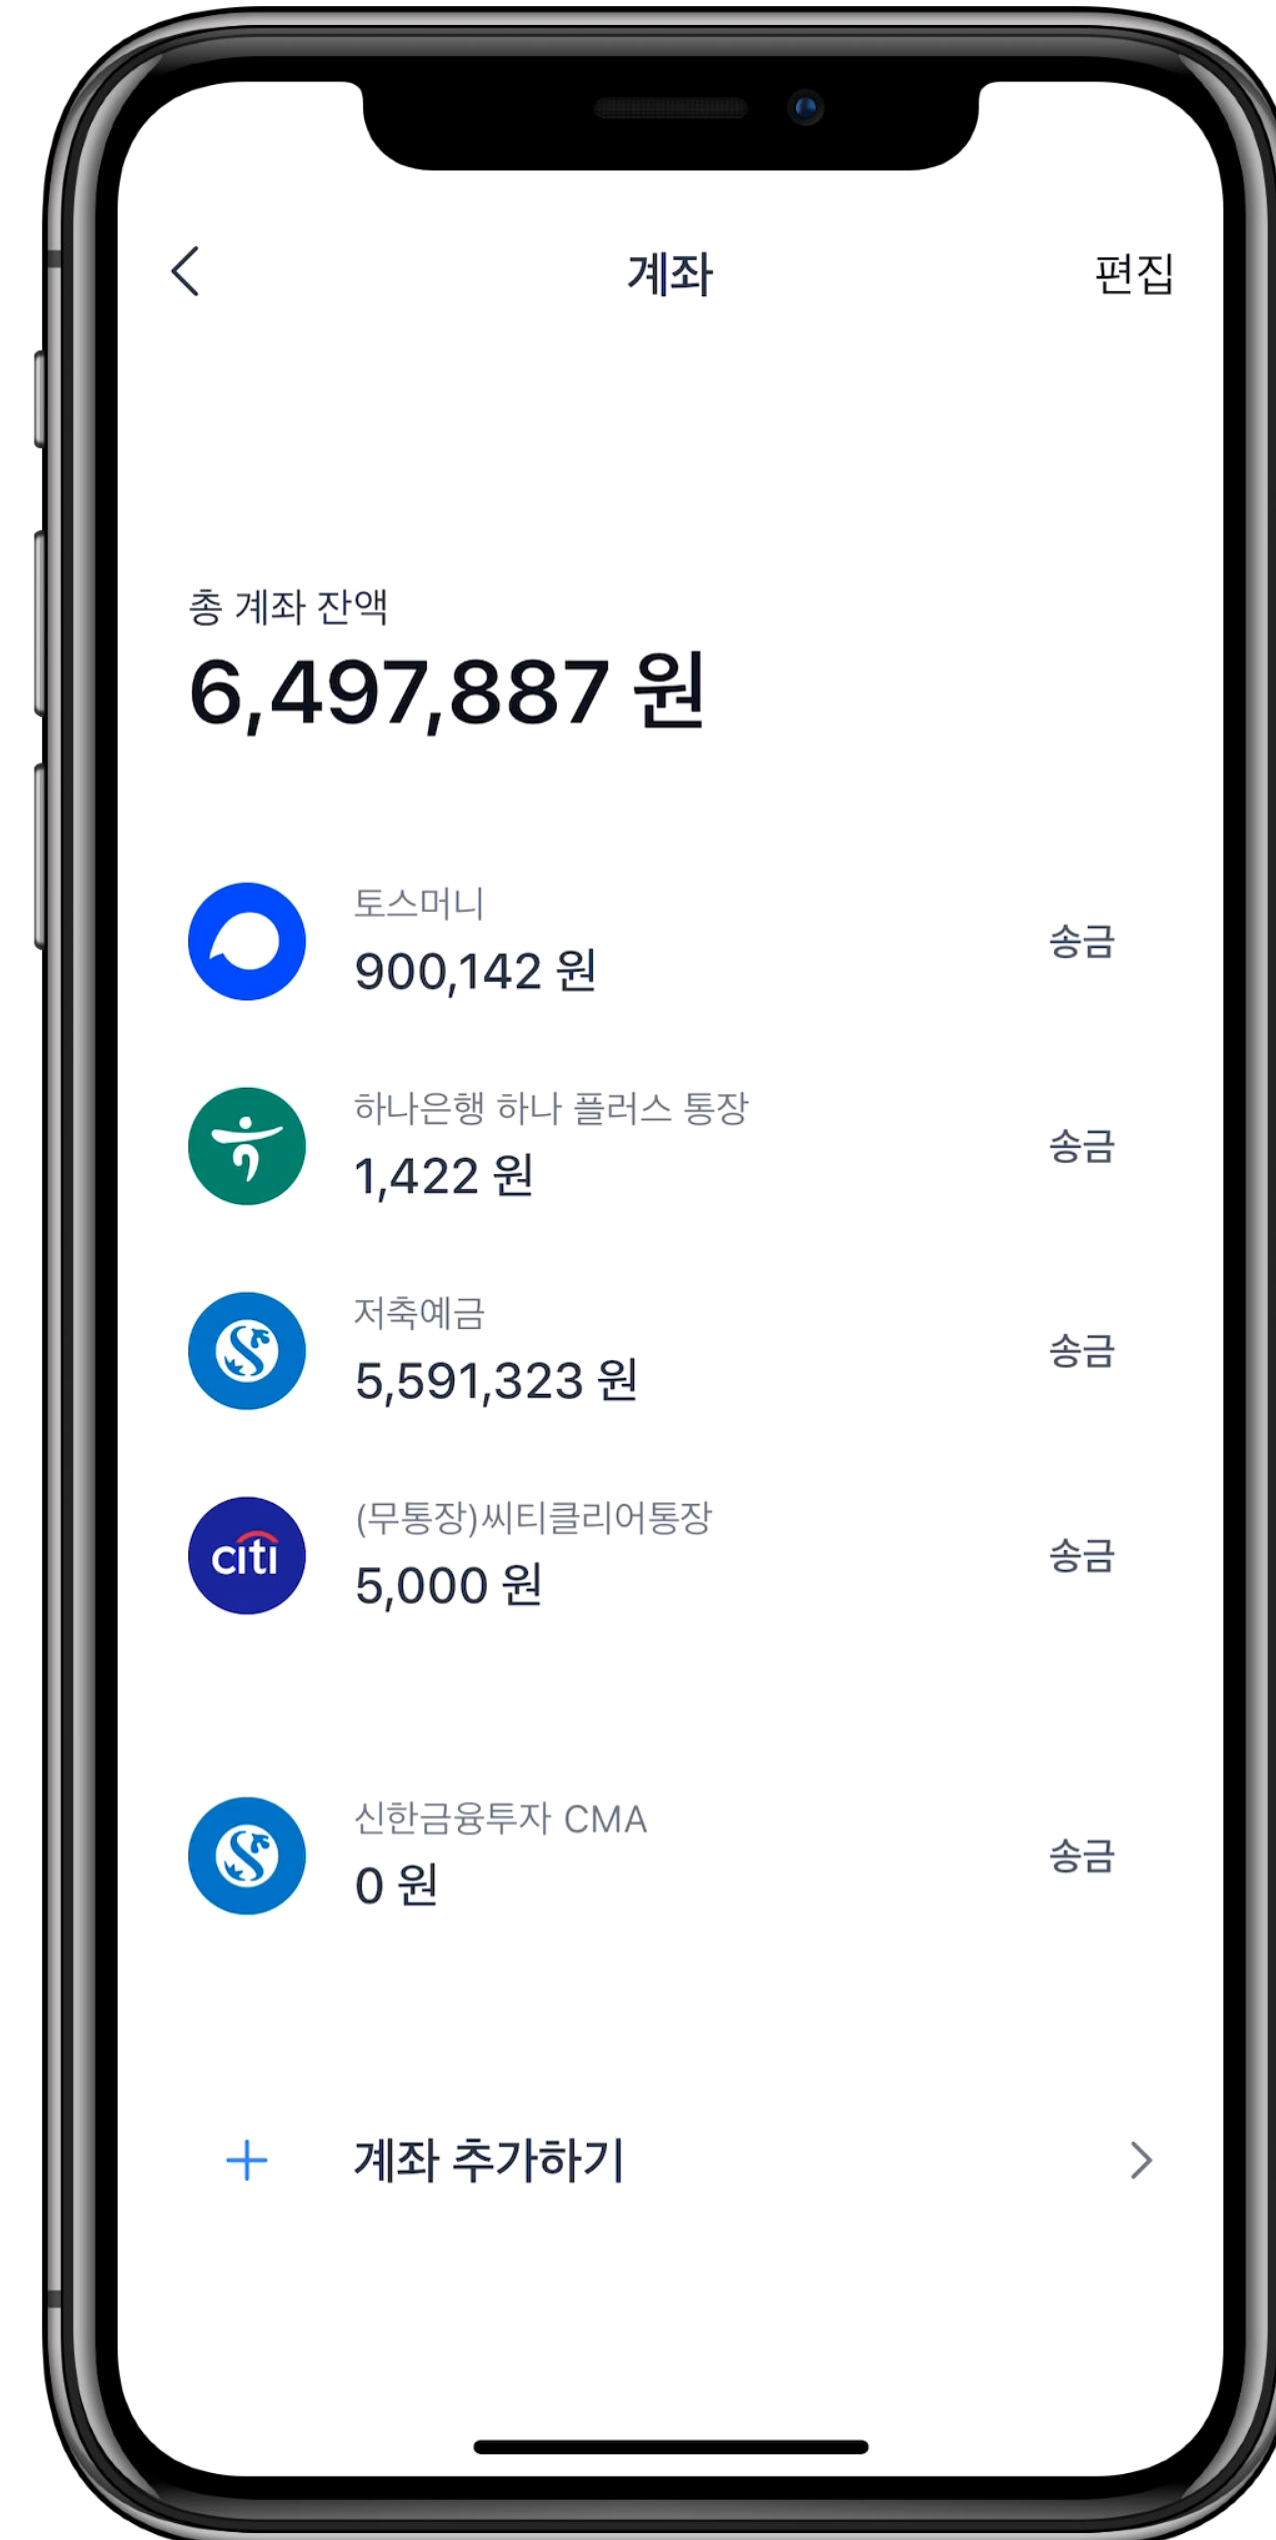 계좌
편집
총 계좌 잔액
6,497,887 원
토스머니
900,142 원
송금
하나은행 하나 플러스 통장
1,422 원
송금
저축예금
5,591,323 원
송금
citi
(무통장)씨티클리어통장
5,000 원
송금
신한금융투자 CMA
0 원
송금
계좌 추가하기